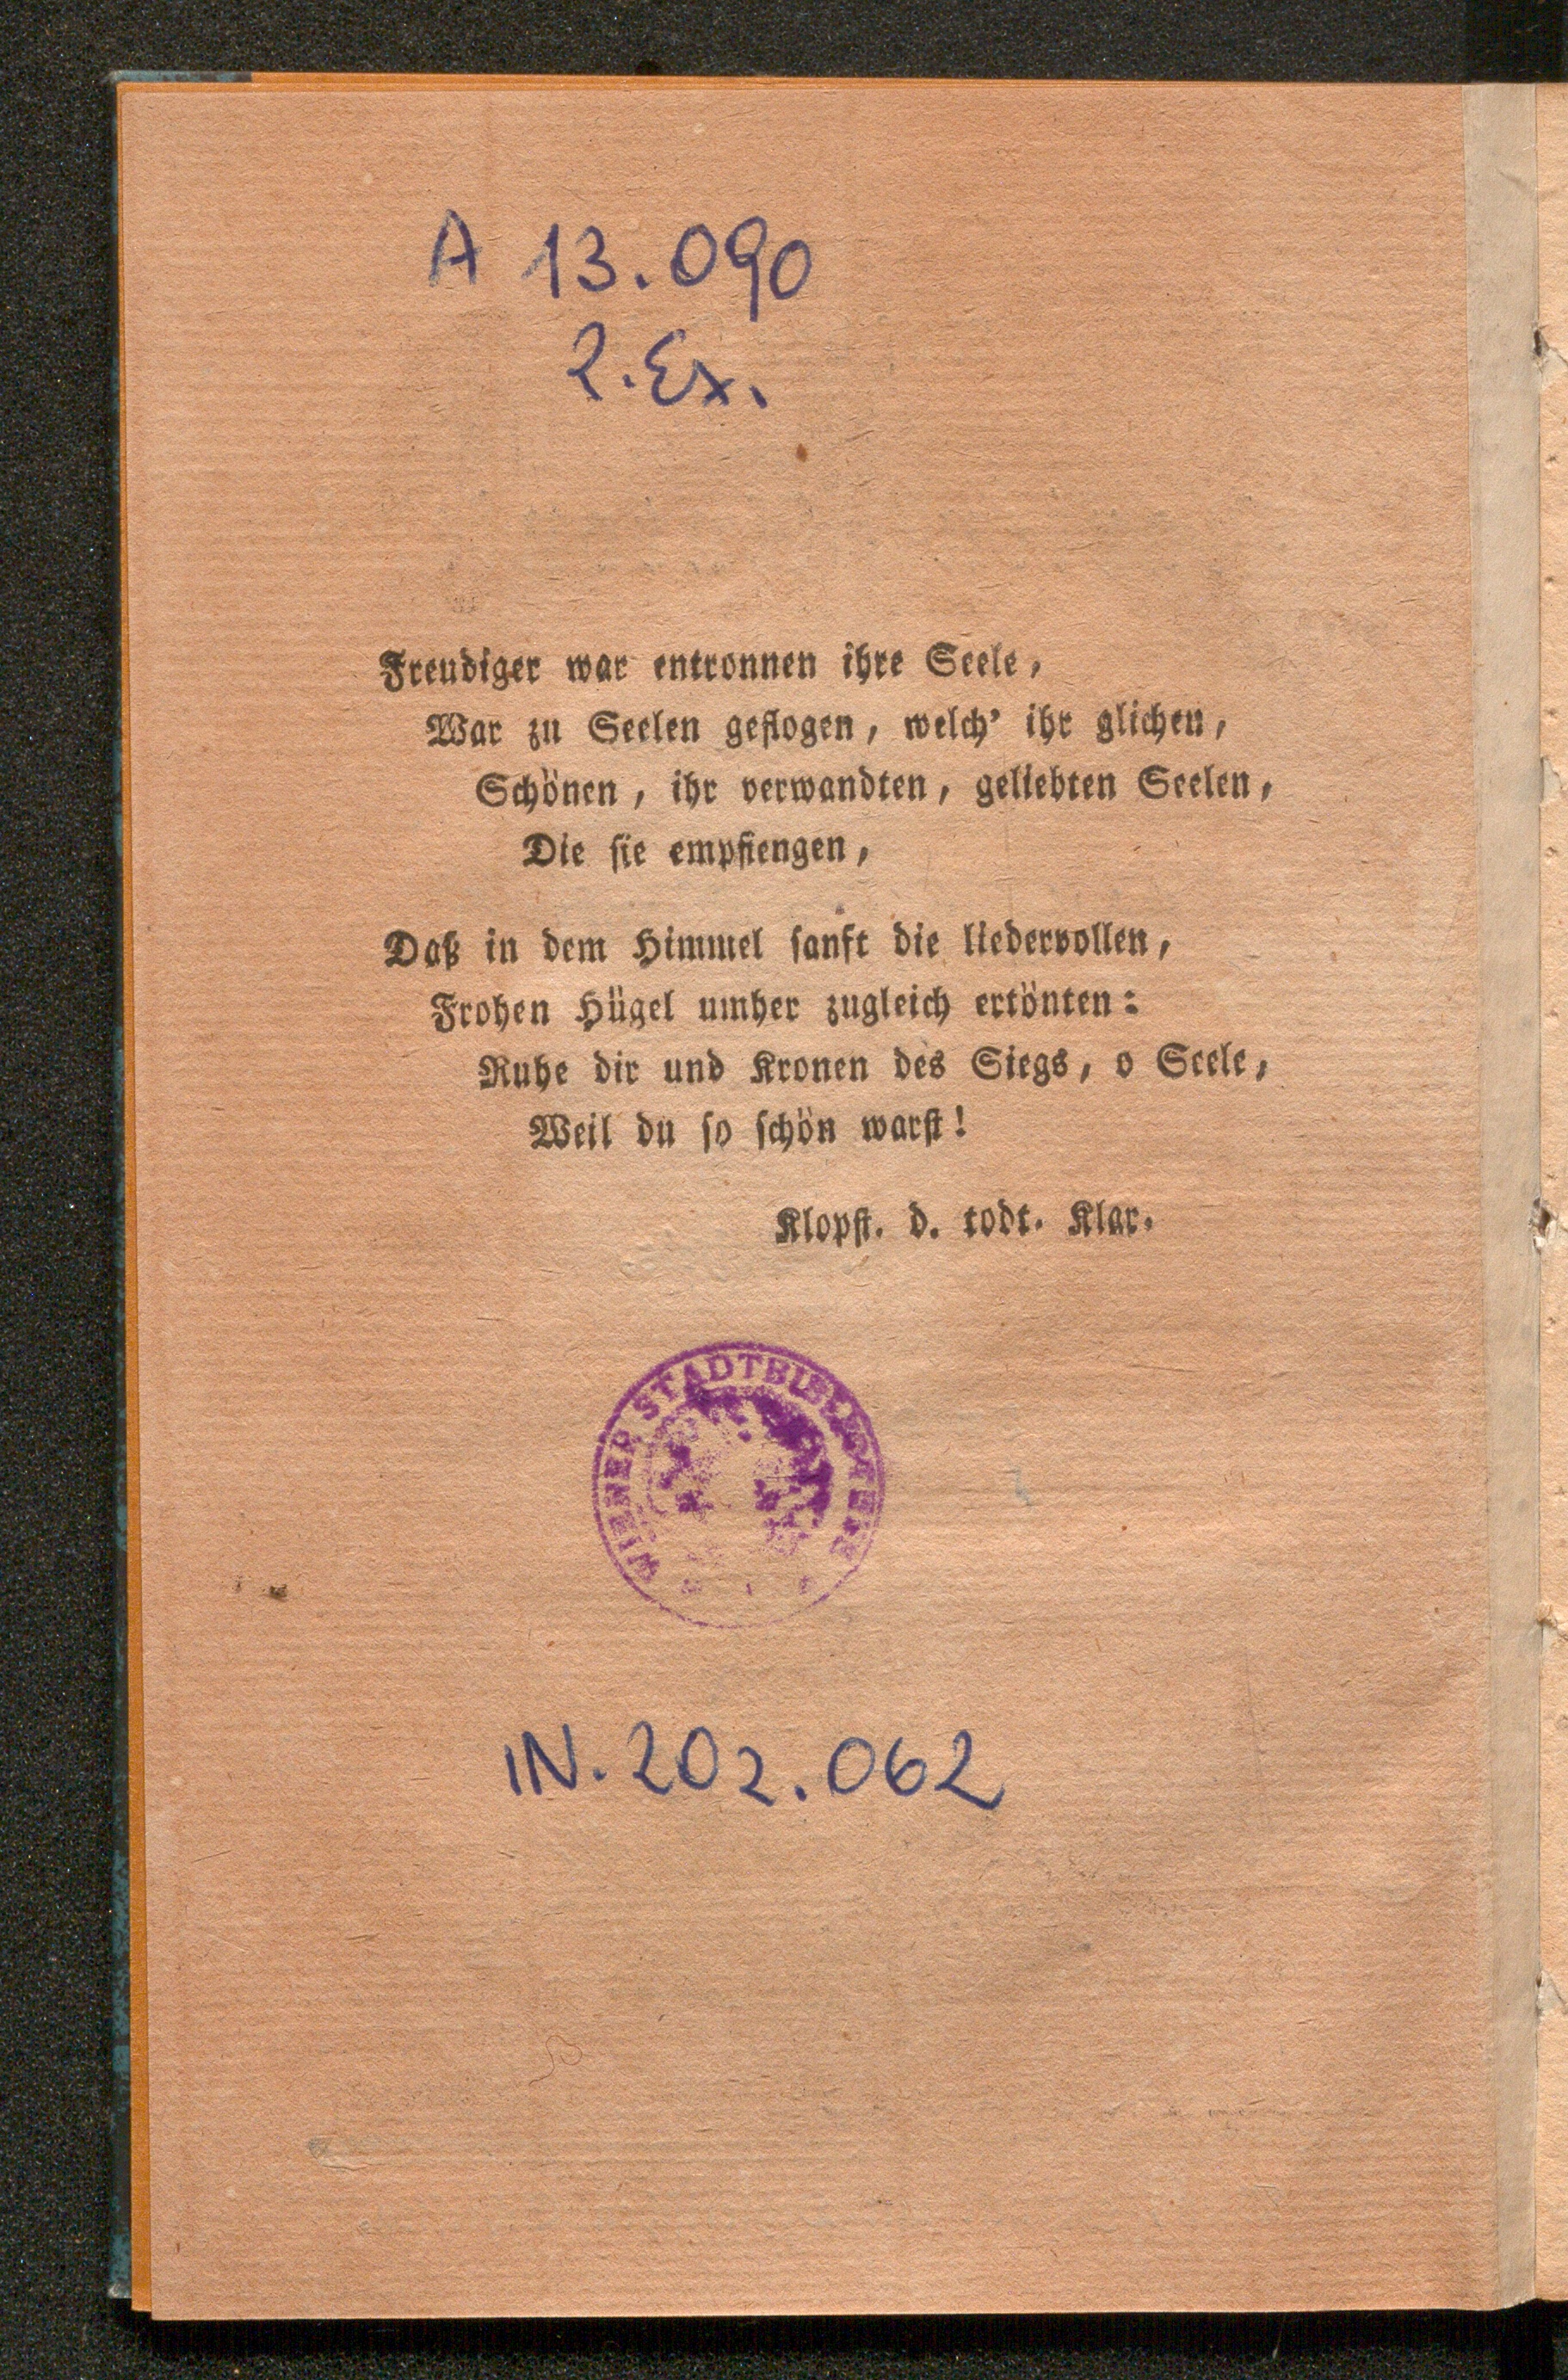 A 13.090
2. Ex.
Freudiger war entronnen ihre Seele,
War zu Seelen geflogen, welch' ihr glichen,
Schönen, ihr verwandten, geliebten Seelen,
Die sie empfiengen,
Daß in dem Himmel sanft die liedervollen,
Frohen Hügel umher zugleich ertönten:
Ruhe dir und Kronen des Siegs, o Seele,
Weil du so schön warst!
Klopst. d. todt. Klar.
WIENER STADTBIBLIOTHEK
IN. 202.062